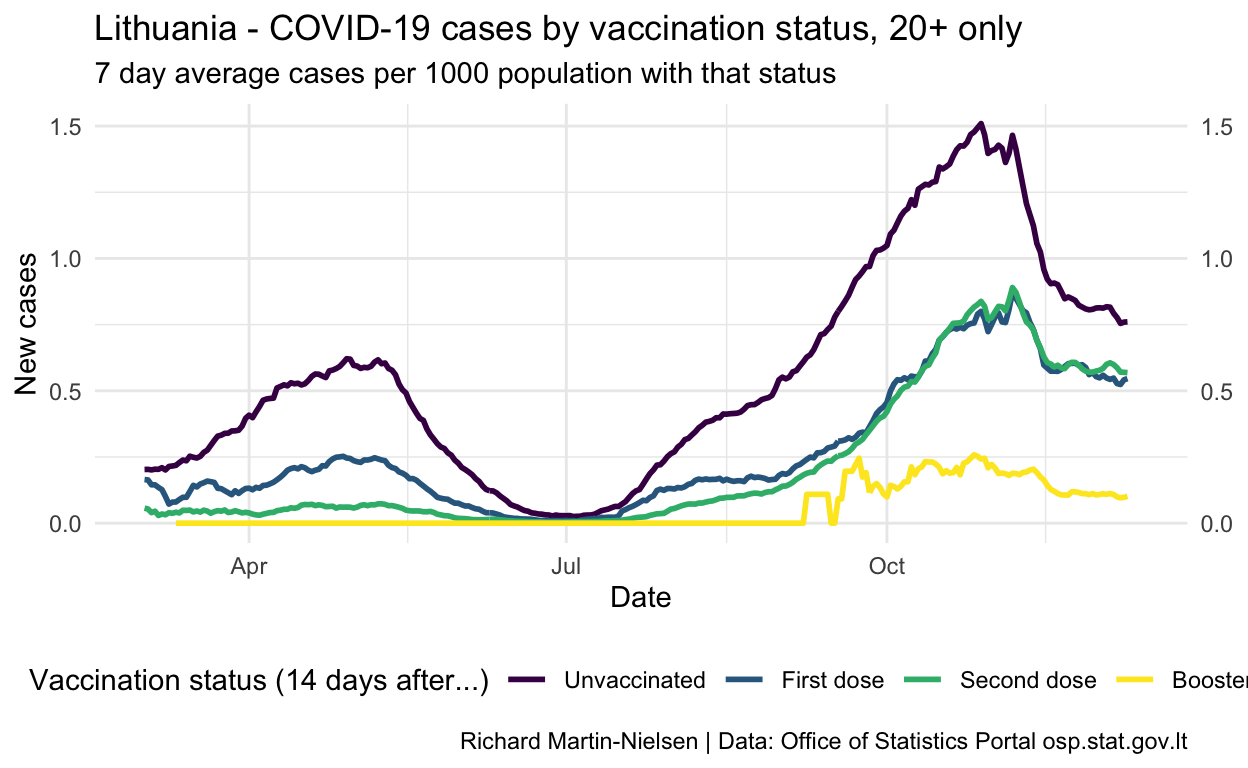 Lithuania - COVID-19 cases by vaccination status, 20+ only
7 day average cases per 1000 population with that status
1.5
1.5
1.0
1.0
New cases
0.5
0.5
0.0
0.0
Apr
Jul
Oct
Date
Vaccination status (14 days after...) Unvaccinated First dose Second dose Booster
Richard Martin-Nielsen | Data: Office of Statistics Portal osp.stat.gov.lt